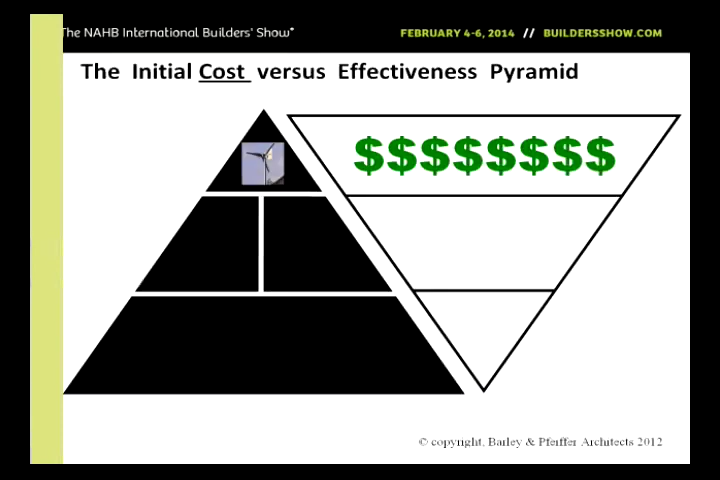 The NAHB International Builders' Show*
FEBRUARY 4-6, 2014 // BUILDERSSHOW.COM
The Initial Cost versus Effectiveness Pyramid
$$$$$$$$
© copyright, Barley & Pfeiffer Architects 2012